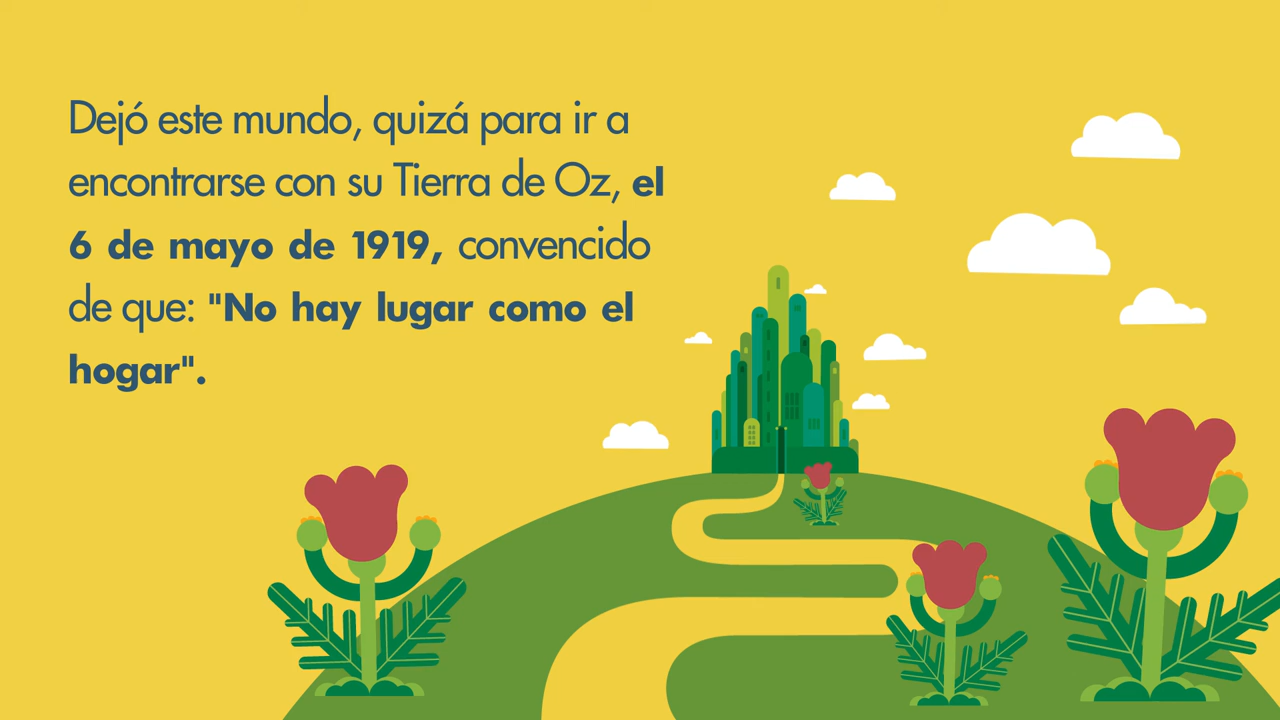 Dejó este mundo, quizá para ir a
encontrarse con su Tierra de Oz, el
6 de mayo de 1919, convencido
de que: "No hay lugar como el
hogar".